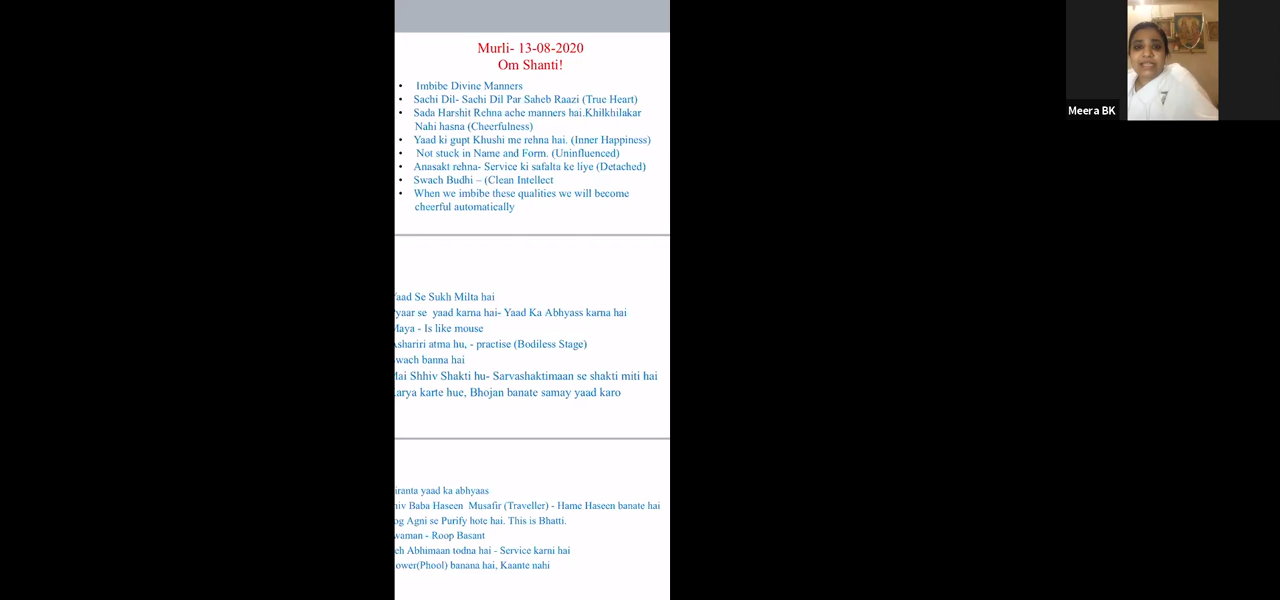 Murli- 13-08-2020
Om Shanti!
• Imbibe Divine Manners
• Sachi Dil- Sachi Dil Par Saheb Raazi (True Heart)
• Sada Harshit Rehna ache manners hai.Khilkhilakar
Nahi hasna (Cheerfulness)
• Yaad ki gupt Khushi me rehna hai. (Inner Happiness)
• Not stuck in Name and Form. (Uninfluenced)
• Anasakt rehna- Service ki safalta ke liye (Detached)
• Swach Budhi – (Clean Intellect
• When we imbibe these qualities we will become
cheerful automatically
Yaad Se Sukh Milta hai
yaar se yaad karna hai- Yaad Ka Abhyass karna hai
Maya - Is like mouse
shariri atma hu, - practise (Bodiless Stage)
wach banna hai
Mai Shhiv Shakti hu- Sarvashaktimaan se shakti miti hai
arya karte hue, Bhojan banate samay yaad karo
iranta yaad ka abhyaas
hiv Baba Haseen Musafir (Traveller) - Hame Haseen banate hai
og Agni se Purify hote hai. This is Bhatti.
waman - Roop Basant
eh Abhimaan todna hai - Service karni hai
ower(Phool) banana hai, Kaante nahi
Meera BK